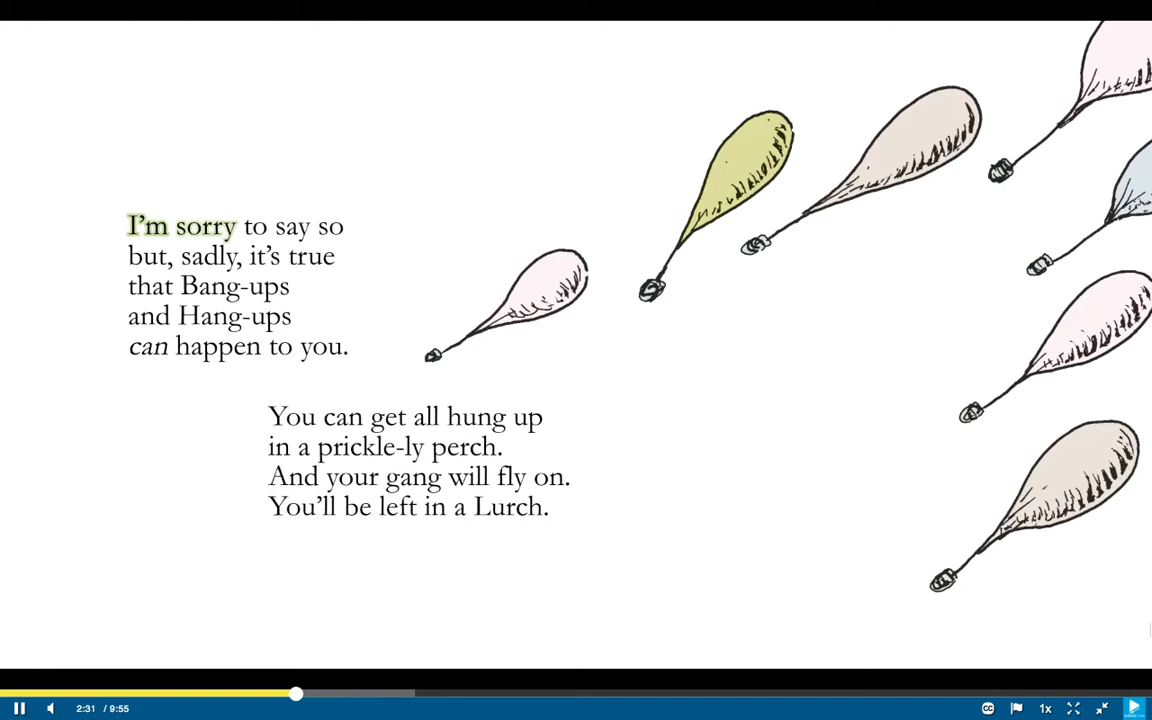 I'm sorry to say so
but, sadly, it's true
that Bang-ups
and Hang-ups
can happen to you.
You can get all hung up
in a prickle-ly perch.
And your gang will fly on.
You'll be left in a Lurch.
2:31 / 9:55
CC
1x